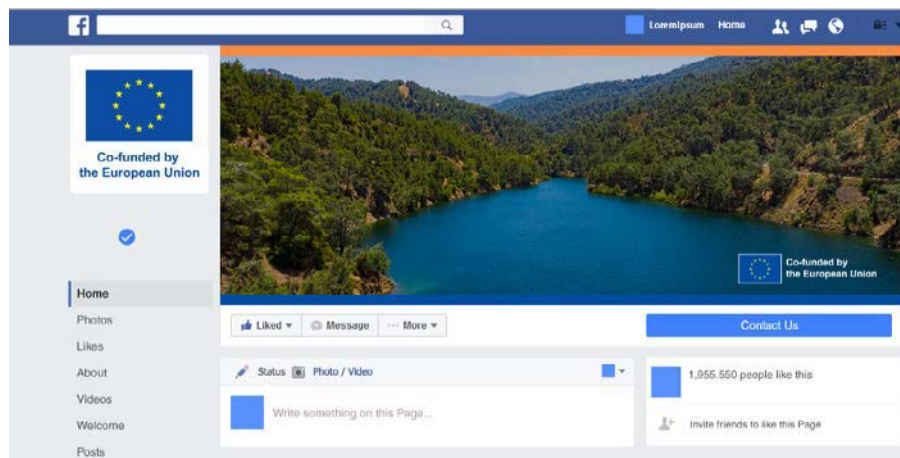 f
LoremIpsum Home
Co-funded by
the European Union
Co-funded by
the European Union
Home
Photos
Likes
About
Videos
Welcome
Posts
Liked Message ··· More
Contact Us
Status Photo / Video
Write something on this Page...
1,955.550 people like this
Invite friends to like this Page